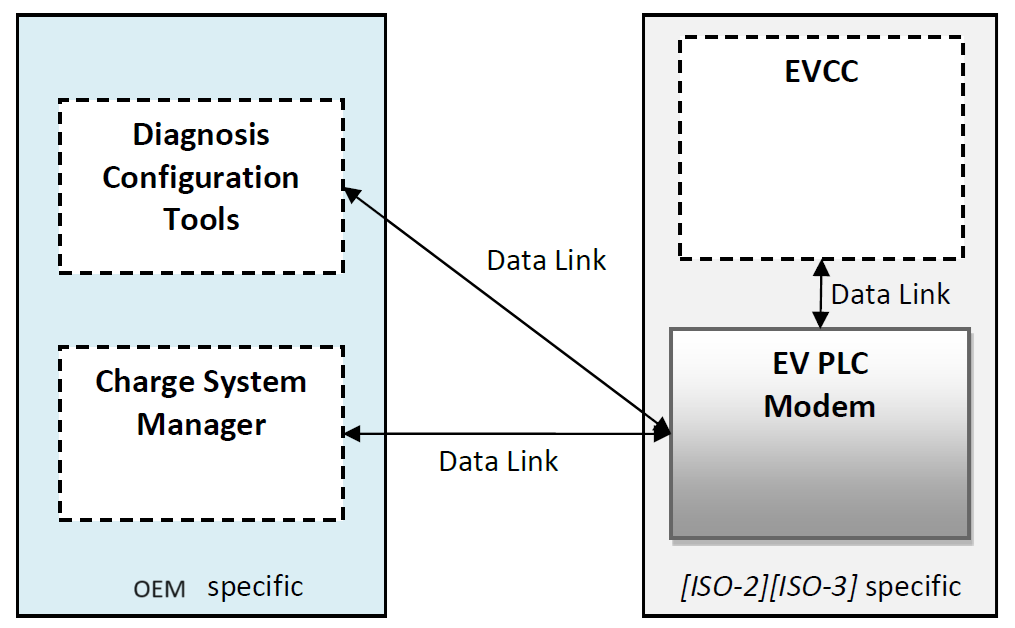 Diagnosis
Configuration
Tools
Charge System
Manager
OEM specific
Data Link
Data Link
EVCC
Data Link
EV PLC
Modem
[ISO-2][ISO-3] specific